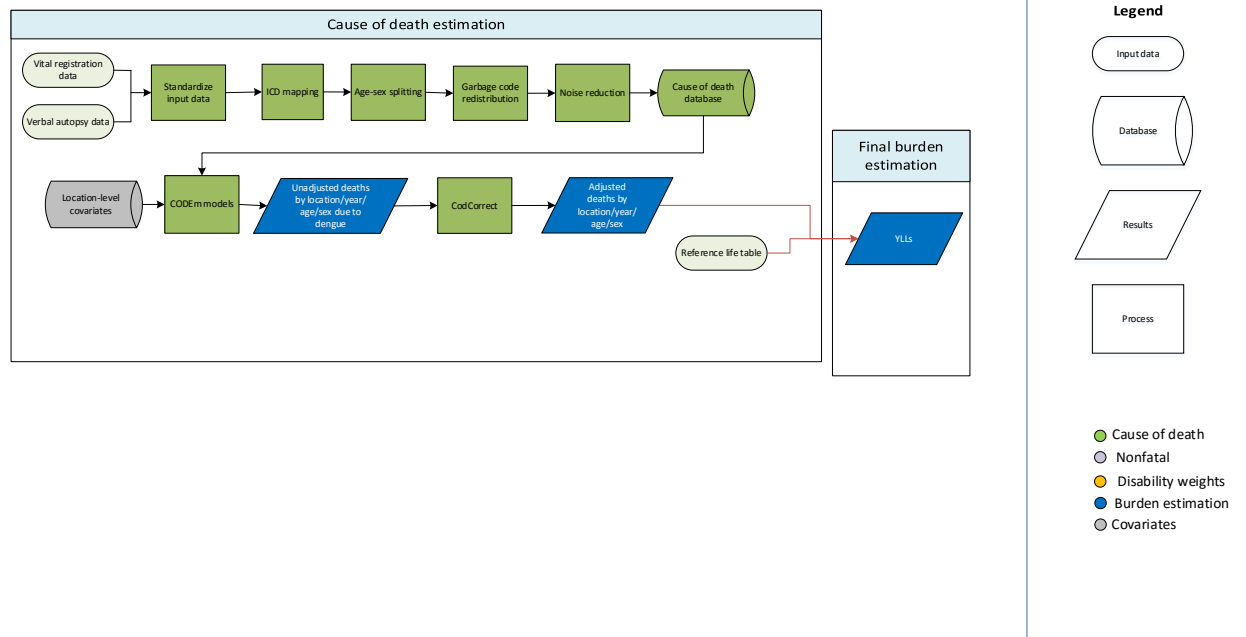 Cause of death estimation
Vital registration
data
Verbal autopsy data
Standardize
input data
ICD mapping
Age-sex splitting
Garbage code
redistribution
Noise reduction
Cause of death
database
Location-level
covariates
CODEm models
Unadjusted deaths
by location/year/
age/sex due to
dengue
CodCorrect
Adjusted
deaths by
location/year/
age/sex
Reference life table
Final burden
estimation
YLLs
Legend
Input data
Database
Results
Process
Cause of death
Nonfatal
Disability weights
Burden estimation
Covariates